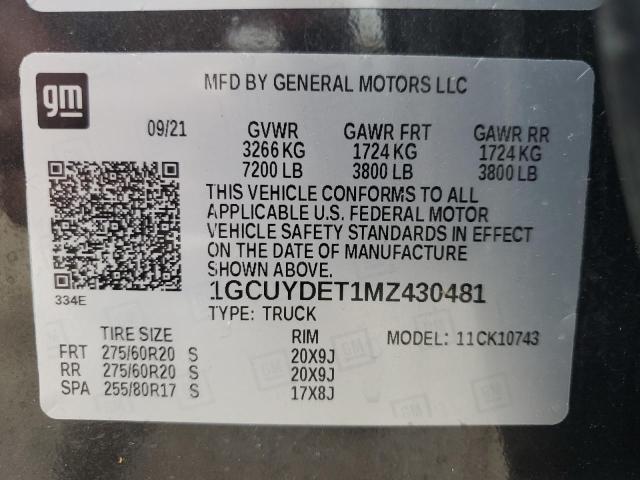 gm
MFD BY GENERAL MOTORS LLC
09/21 GVWR GAWR FRT GAWR RR
3266 KG 1724 KG 1724 KG
7200 LB 3800 LB 3800 LB
THIS VEHICLE CONFORMS TO ALL
APPLICABLE U.S. FEDERAL MOTOR
VEHICLE SAFETY STANDARDS IN EFFECT
ON THE DATE OF MANUFACTURE
SHOWN ABOVE.
334E
1GCUYDET1MZ430481
TYPE: TRUCK
TIRE SIZE RIM MODEL: 11CK10743
FRT 275/60R20 S 20X9J
RR 275/60R20 S 20X9J
SPA 255/80R17 S 17X8J